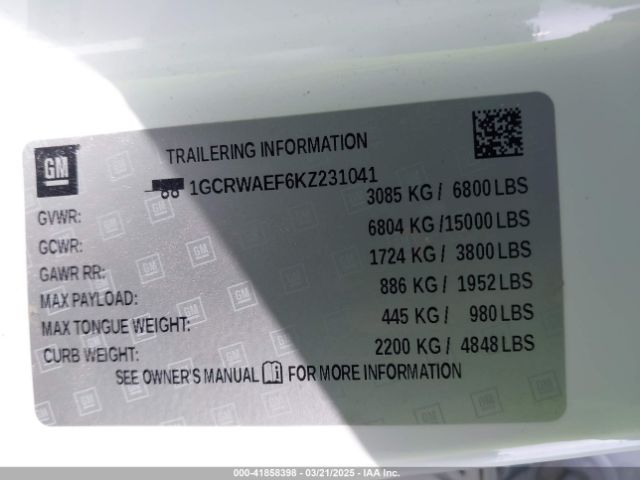 GM
TRAILERING INFORMATION
1GCRWAEF6KZ231041
GVWR: 3085 KG / 6800 LBS
GCWR: 6804 KG /15000 LBS
GAWR RR: 1724 KG / 3800 LBS
MAX PAYLOAD: 886 KG / 1952 LBS
MAX TONGUE WEIGHT: 445 KG / 980 LBS
CURB WEIGHT: 2200 KG / 4848 LBS
SEE OWNER'S MANUAL FOR MORE INFORMATION
000-41858398 - 03/21/2025 - IAA Inc.